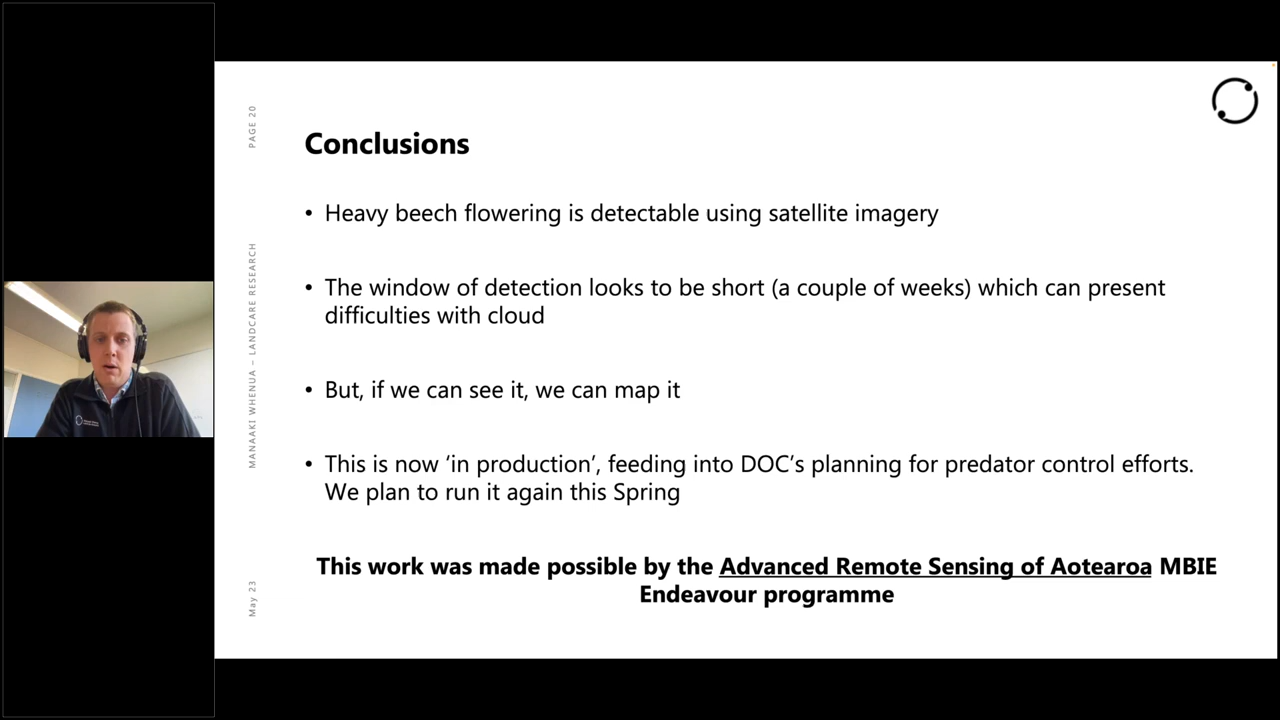 PAGE 20
Conclusions
• Heavy beech flowering is detectable using satellite imagery
• The window of detection looks to be short (a couple of weeks) which can present
difficulties with cloud
• But, if we can see it, we can map it
MANAAKI WHENUA – LANDCARE RESEARCH
• This is now ‘in production’, feeding into DOC’s planning for predator control efforts.
We plan to run it again this Spring
This work was made possible by the Advanced Remote Sensing of Aotearoa MBIE
Endeavour programme
May 23